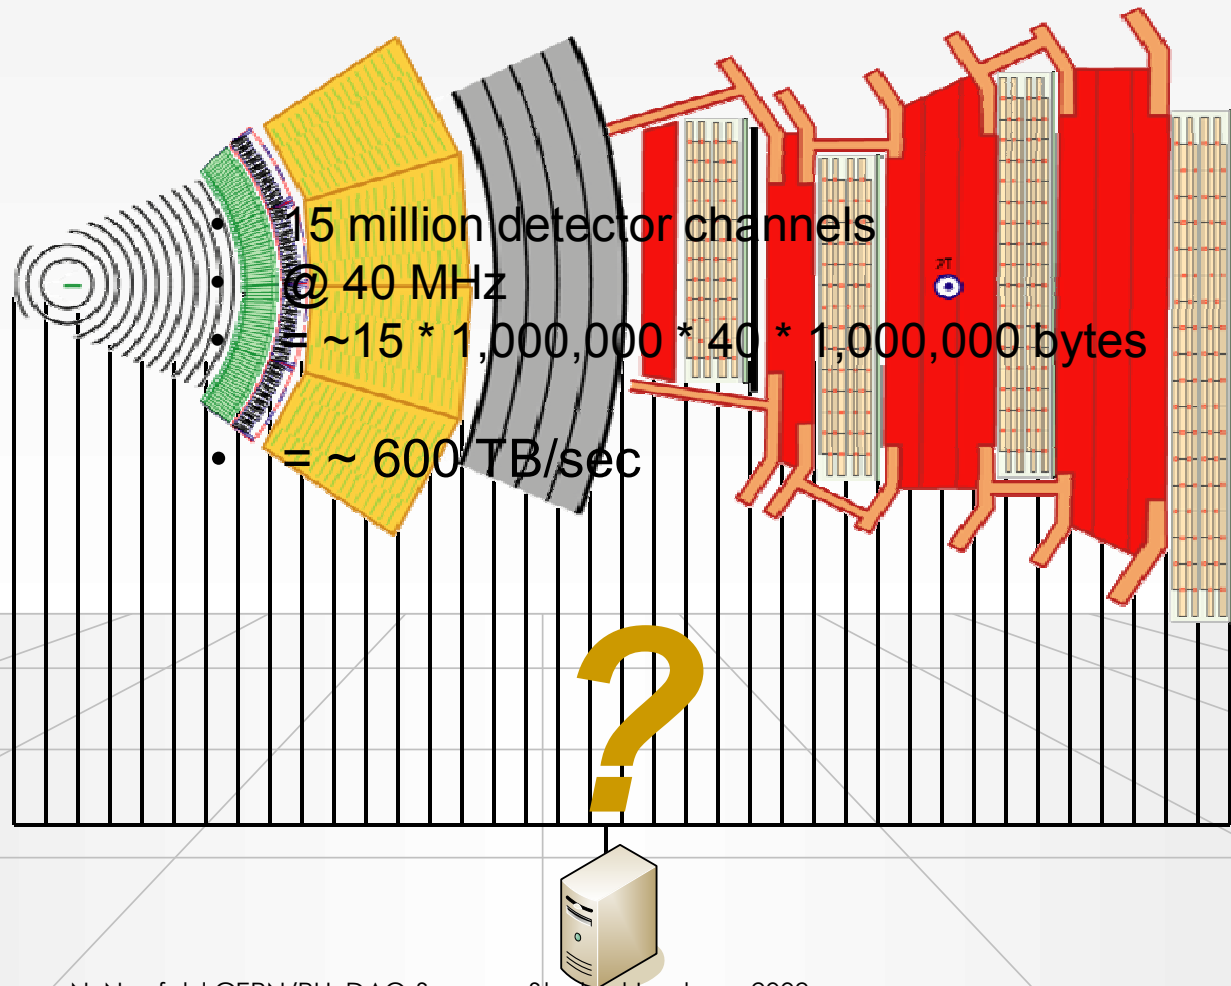 • 15 million detector channels
• @ 40 MHz
• = ~15 * 1,000,000 * 40 * 1,000,000 bytes
• = ~ 600 TB/sec
?